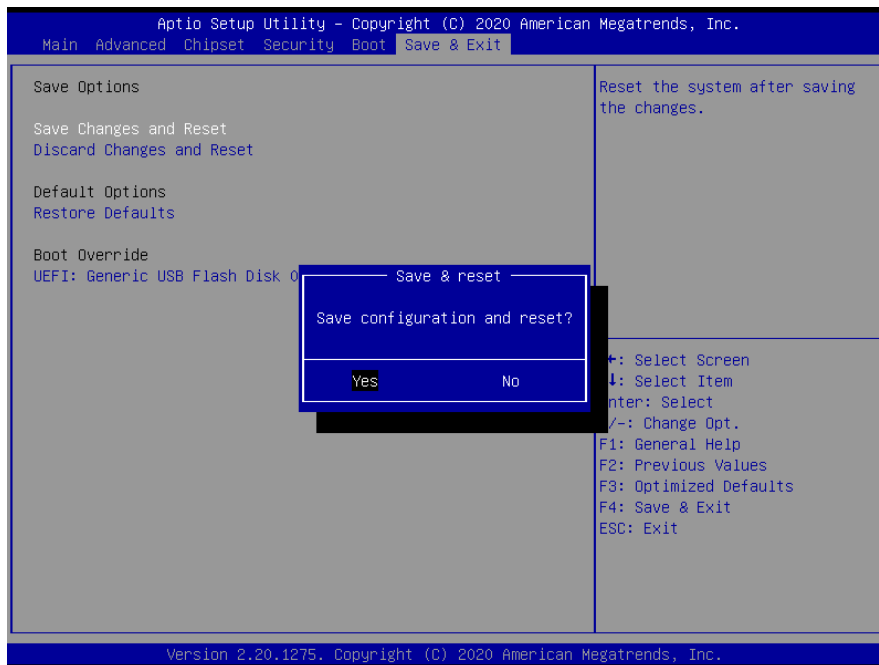 Aptio Setup Utility – Copyright (C) 2020 American Megatrends, Inc.
Main Advanced Chipset Security Boot Save & Exit
Save Options
Save Changes and Reset
Discard Changes and Reset
Default Options
Restore Defaults
Boot Override
UEFI: Generic USB Flash Disk
Reset the system after saving
the changes.
Save & reset
Save configuration and reset?
Yes No
: Select Screen
: Select Item
nter: Select
/-: Change Opt.
F1: General Help
F2: Previous Values
F3: Optimized Defaults
F4: Save & Exit
ESC: Exit
Version 2.20.1275. Copyright (C) 2020 American Megatrends, Inc.